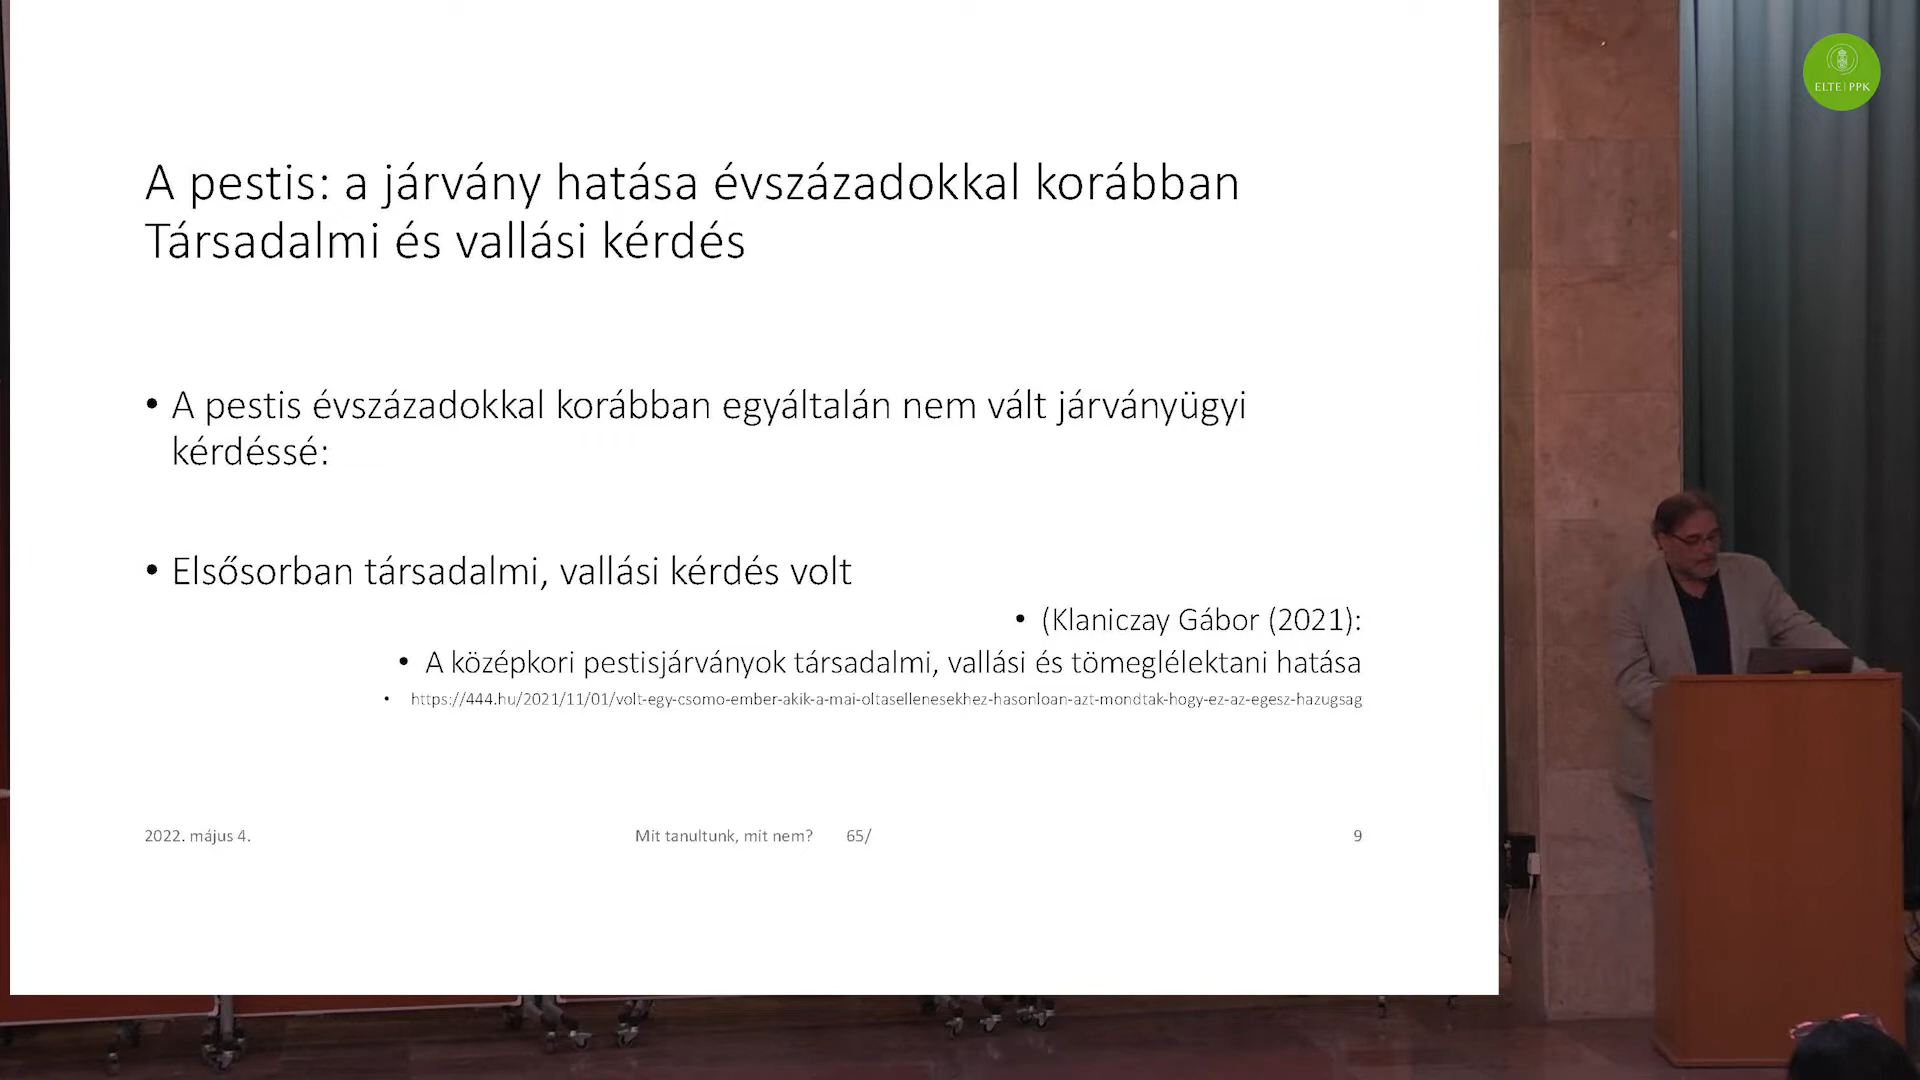 A pestis: a járvány hatása évszázadokkal korábban
Társadalmi és vallási kérdés
• A pestis évszázadokkal korábban egyáltalán nem vált járványügyi
kérdéssé:
• Elsősorban társadalmi, vallási kérdés volt
• (Klaniczay Gábor (2021):
• A középkori pestisjárványok társadalmi, vallási és tömeglélektani hatása
• https://444.hu/2021/11/01/volt-egy-csomo-ember-akik-a-mai-oltasellenesekhez-hasonloan-azt-mondtak-hogy-ez-az-egesz-hazugsag
2022. május 4.
Mit tanultunk, mit nem? 65/
9
ELTE | PPK